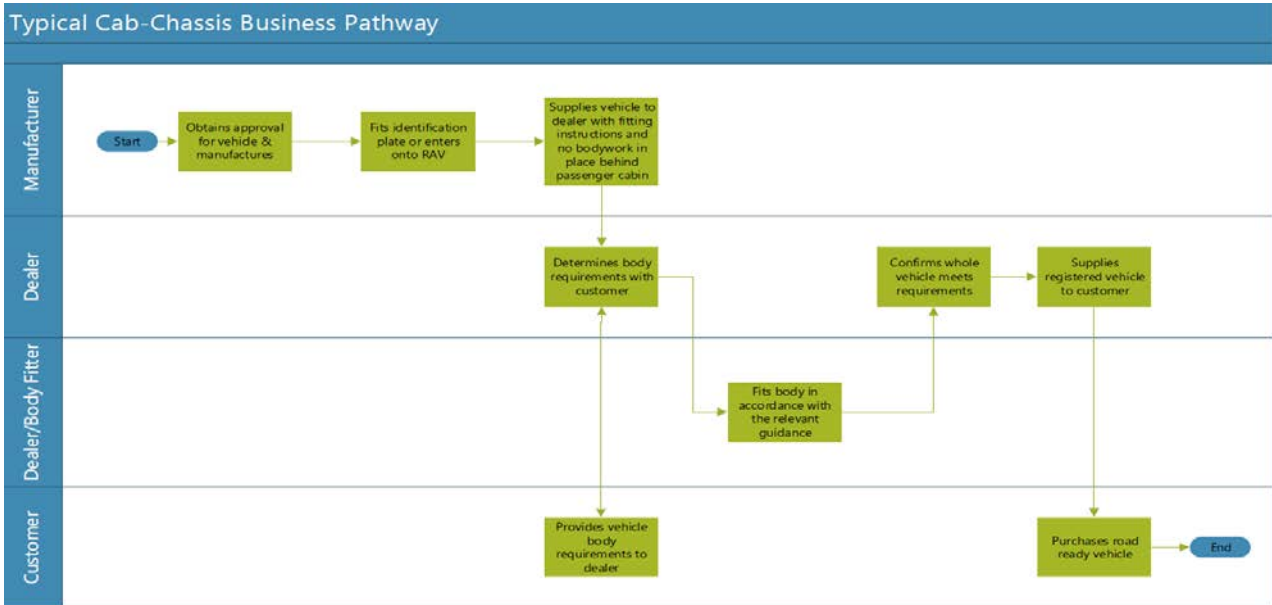 Typical Cab-Chassis Business Pathway
Manufacturer
Start
Obtains approval
for vehicle &
manufactures
Fits identification
plate or enters
onto RAV
Supplies vehicle to
dealer with fitting
instructions and
no bodywork in
place behind
passenger cabin
Dealer
Determines body
requirements with
customer
Confirms whole
vehicle meets
requirements
Supplies
registered vehicle
to customer
Dealer/Body Fitter
Fits body in
accordance with
the relevant
guidance
Customer
Provides vehicle
body
requirements to
dealer
Purchases road
ready vehicle
End